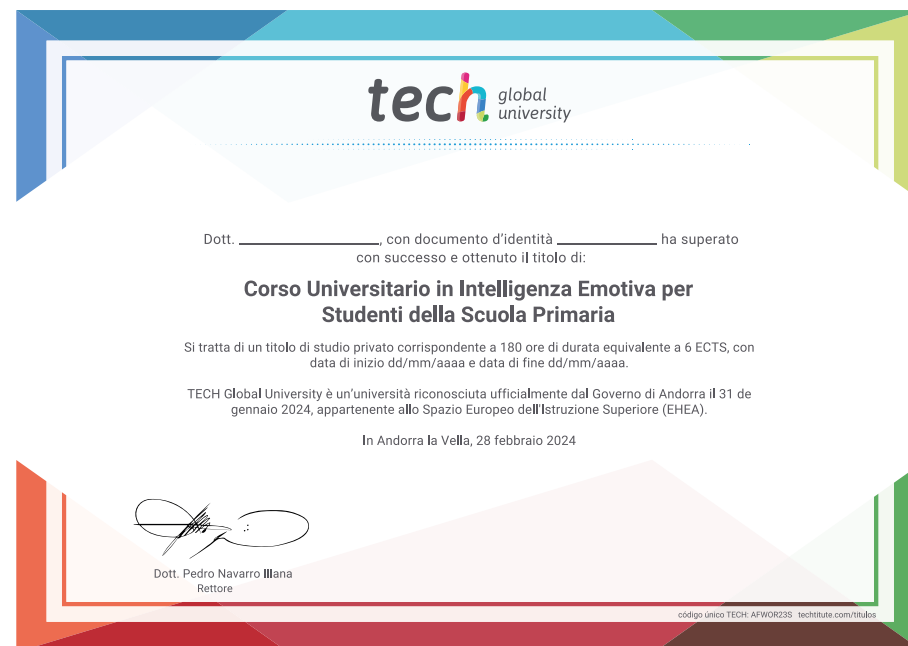 tech global university
Dott. ____________, con documento d'identità ____________ ha superato
con successo e ottenuto il titolo di:
Corso Universitario in Intelligenza Emotiva per
Studenti della Scuola Primaria
Si tratta di un titolo di studio privato corrispondente a 180 ore di durata equivalente a 6 ECTS, con
data di inizio dd/mm/aaaa e data di fine dd/mm/aaaa.
TECH Global University è un'università riconosciuta ufficialmente dal Governo di Andorra il 31 de
gennaio 2024, appartenente allo Spazio Europeo dell'Istruzione Superiore (EHEA).
In Andorra la Vella, 28 febbraio 2024
Dott. Pedro Navarro Illana
Rettore
código único TECH: AFWOR23S techtitute.com/titulos